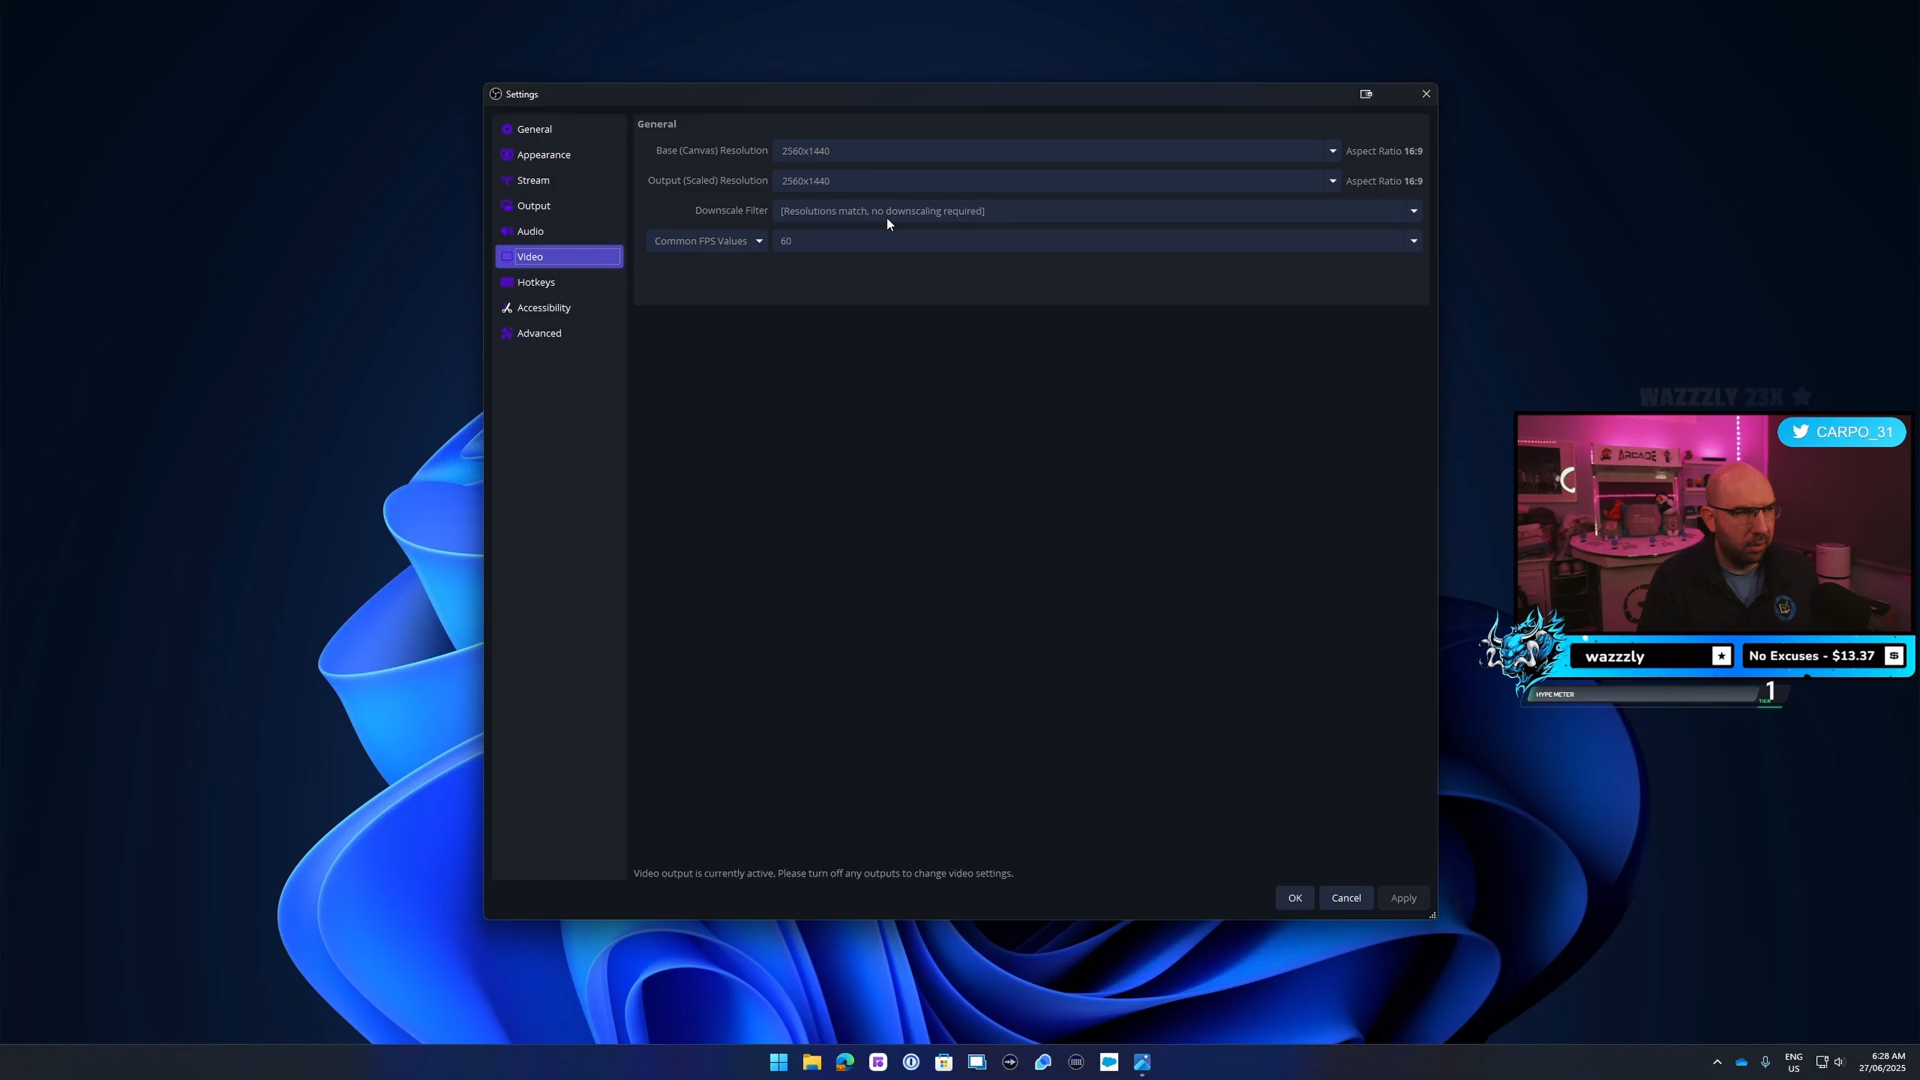 Settings
General
Appearance
Stream
Output
Audio
Video
Hotkeys
Accessibility
Advanced
General
Base (Canvas) Resolution 2560x1440 Aspect Ratio 16:9
Output (Scaled) Resolution 2560x1440 Aspect Ratio 16:9
Downscale Filter [Resolutions match, no downscaling required]
Common FPS Values 60
Video output is currently active. Please turn off any outputs to change video settings.
OK Cancel Apply
WAZZZLY 23X
CARPO_31
ARCADE
wazzzly No Excuses - $13.37
HYPE METER 1
TIER
ENG
US
6:28 AM
27/06/2025